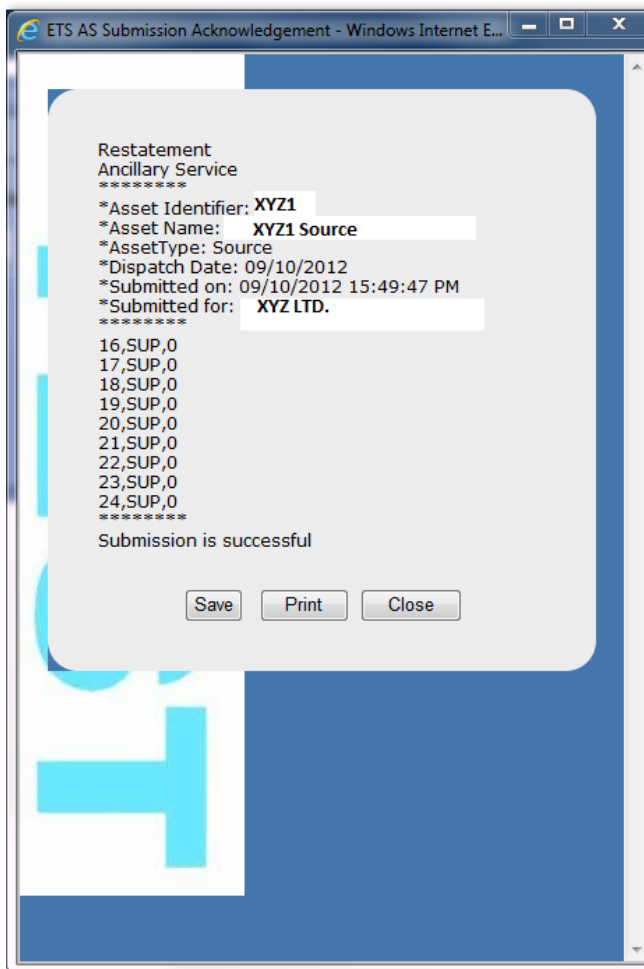 ETS AS Submission Acknowledgement - Windows Internet E...
Restatement
Ancillary Service
********
*Asset Identifier: XYZ1
*Asset Name: XYZ1 Source
*AssetType: Source
*Dispatch Date: 09/10/2012
*Submitted on: 09/10/2012 15:49:47 PM
*Submitted for: XYZ LTD.
********
16,SUP,0
17,SUP,0
18,SUP,0
19,SUP,0
20,SUP,0
21,SUP,0
22,SUP,0
23,SUP,0
24,SUP,0
********
Submission is successful
Save Print Close